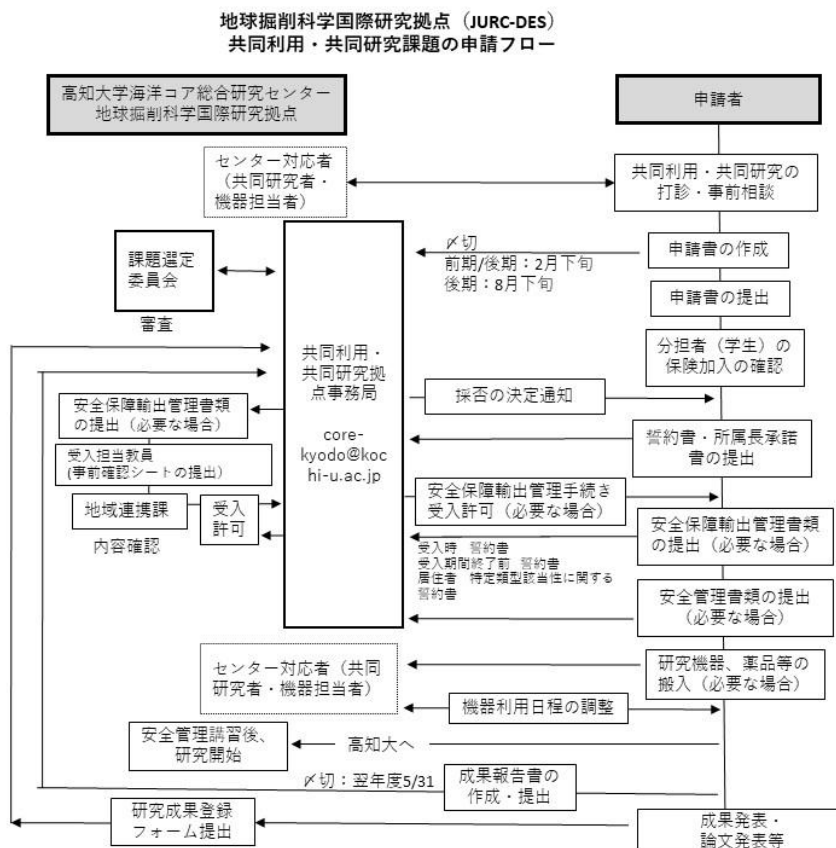 地球掘削科学国際研究拠点（JURC-DES）
共同利用・共同研究課題の申請フロー
高知大学海洋コア総合研究センター
地球掘削科学国際研究拠点
申請者
センター対応者
（共同研究者・
機器担当者）
共同利用・共同研究の
打診・事前相談
〆切
前期/後期：2月下旬
後期：8月下旬
申請書の作成
課題選定
委員会
審査
申請書の提出
分担者（学生）の
保険加入の確認
共同利用・
共同研究拠
点事務局
core-
kyodo@koc
hi-u.ac.jp
採否の決定通知
安全保障輸出管理書類
の提出（必要な場合）
誓約書・所属長承諾
書の提出
受入担当教員
(事前確認シートの提出)
地域連携課
受入
許可
内容確認
安全保障輸出管理手続き
受入許可（必要な場合）
安全保障輸出管理書類
の提出（必要な場合）
受入時　誓約書
受入期間終了前　誓約書
居住者　特定類型該当性に関する
誓約書
安全管理書類の提出
（必要な場合）
センター対応者（共同
研究者・機器担当者）
研究機器、薬品等の
搬入（必要な場合）
機器利用日程の調整
安全管理講習後、
研究開始
高知大へ
〆切：翌年度5/31
成果報告書の
作成・提出
研究成果登録
フォーム提出
成果発表・
論文発表等